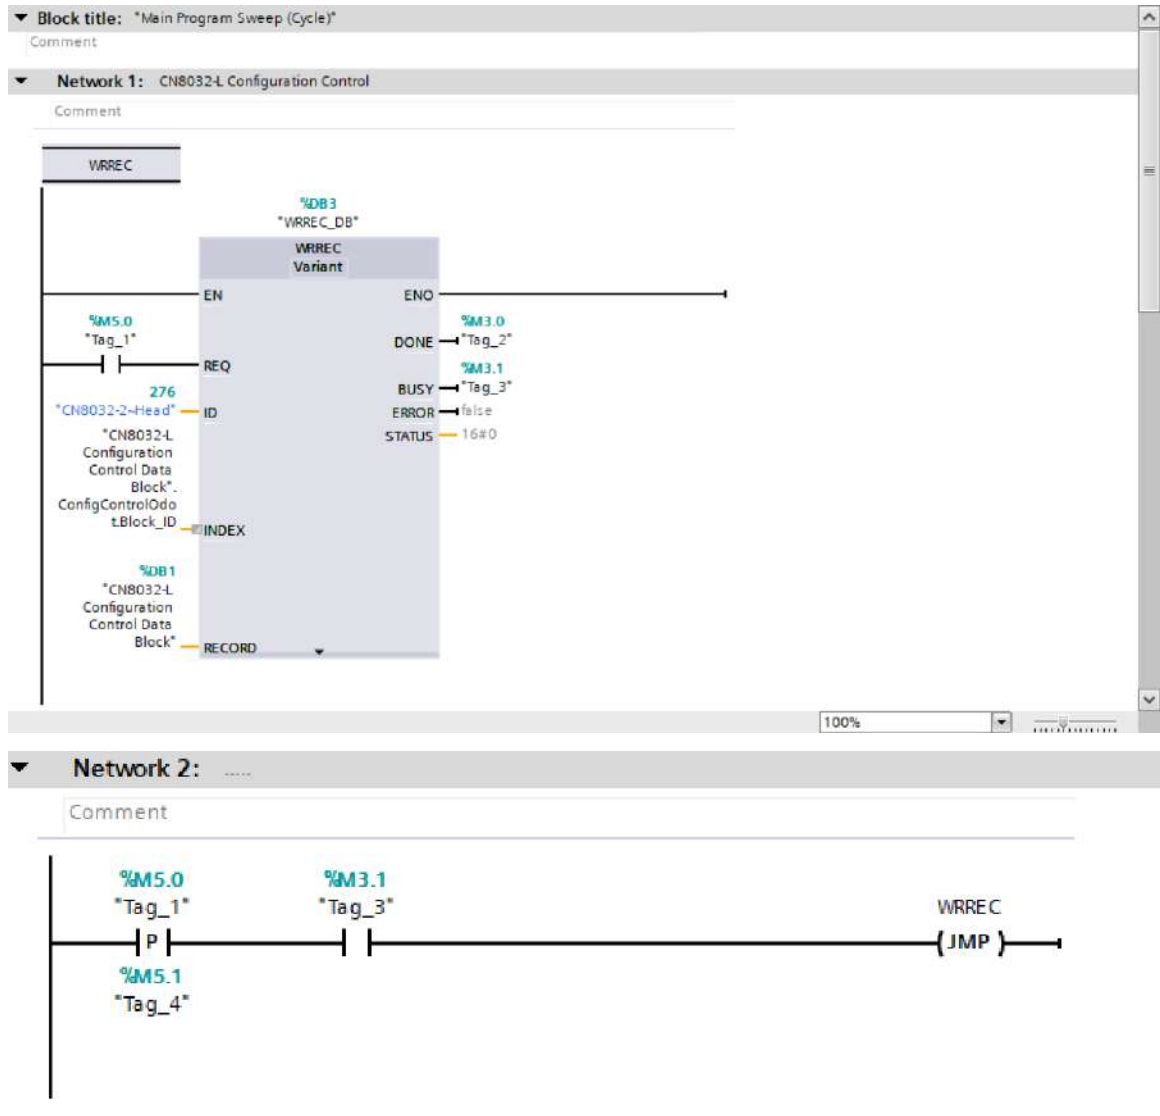 Block title: "Main Program Sweep (Cycle)"
Comment
Network 1: CN8032-L Configuration Control
Comment
WRREC
%DB3
"WRREC_DB"
WRREC
Variant
EN ENO
%M5.0
"Tag_1"
REQ
%M3.0
DONE "Tag_2"
%M3.1
BUSY "Tag_3"
276
"CN8032-2~Head" ID
ERROR false
STATUS 16#0
"CN8032-L
Configuration
Control Data
Block".
ConfigControlOdo
t.Block_ID INDEX
%DB1
"CN8032-L
Configuration
Control Data
Block" RECORD
100%
Network 2: .....
Comment
%M5.0 %M3.1
"Tag_1" "Tag_3" WRREC
P JMP
%M5.1
"Tag_4"